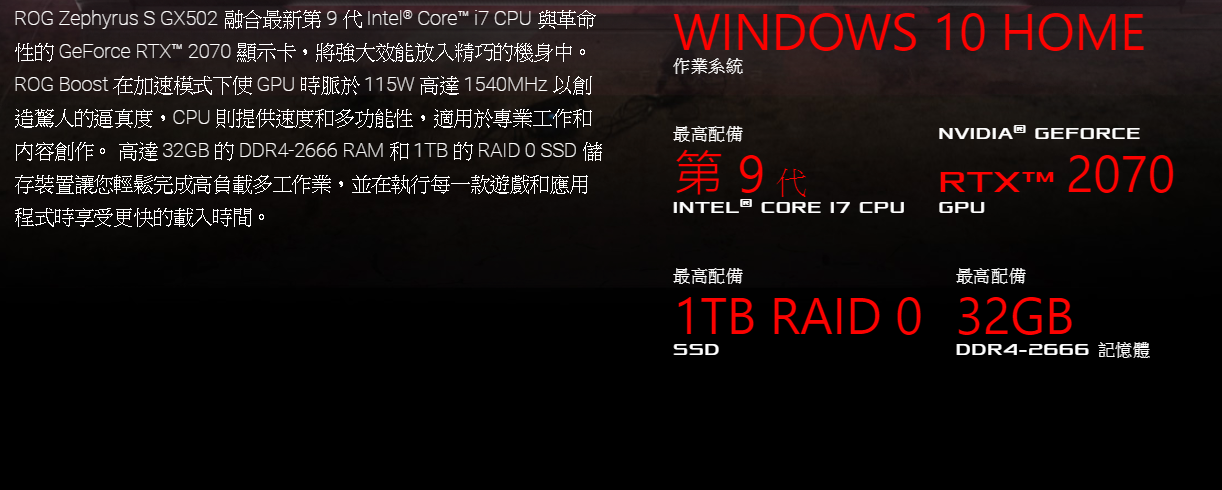 ROG Zephyrus S GX502 融合最新第 9 代 Intel® Core™ i7 CPU 與革命
性的 GeForce RTX™ 2070 顯示卡，將強大效能放入精巧的機身中。
ROG Boost 在加速模式下使 GPU 時脈於 115W 高達 1540MHz 以創
造驚人的逼真度，CPU 則提供速度和多功能性，適用於專業工作和
內容創作。 高達 32GB 的 DDR4-2666 RAM 和 1TB 的 RAID 0 SSD 儲
存裝置讓您輕鬆完成高負載多工作業，並在執行每一款遊戲和應用
程式時享受更快的載入時間。
WINDOWS 10 HOME
作業系統
最高配備
第 9 代
INTEL® CORE I7 CPU
NVIDIA® GEFORCE
RTX™ 2070
GPU
最高配備
1TB RAID 0
SSD
最高配備
32GB
DDR4-2666 記憶體